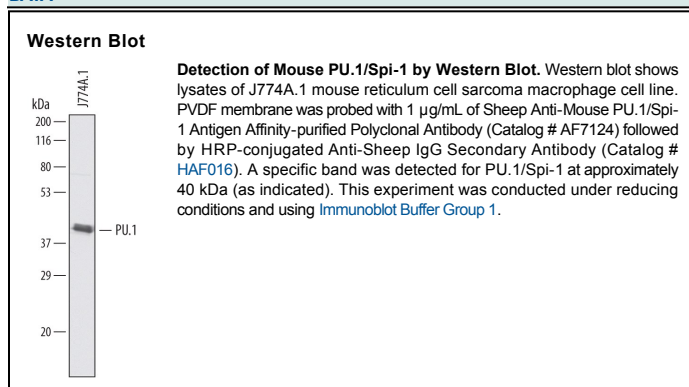 Western Blot
Detection of Mouse PU.1/Spi-1 by Western Blot. Western blot shows
lysates of J774A.1 mouse reticulum cell sarcoma macrophage cell line.
PVDF membrane was probed with 1 µg/mL of Sheep Anti-Mouse PU.1/Spi-
1 Antigen Affinity-purified Polyclonal Antibody (Catalog # AF7124) followed
by HRP-conjugated Anti-Sheep IgG Secondary Antibody (Catalog #
HAF016). A specific band was detected for PU.1/Spi-1 at approximately
40 kDa (as indicated). This experiment was conducted under reducing
conditions and using Immunoblot Buffer Group 1.
J774A.1
kDa
200
116
80
53
PU.1
37
29
20